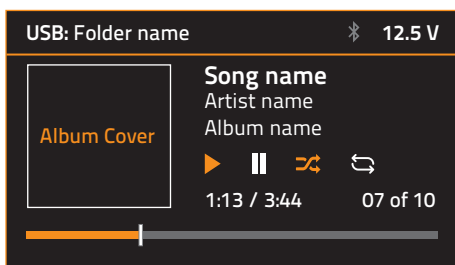 USB: Folder name 12.5 V
Album Cover
Song name
Artist name
Album name
1:13 / 3:44 07 of 10